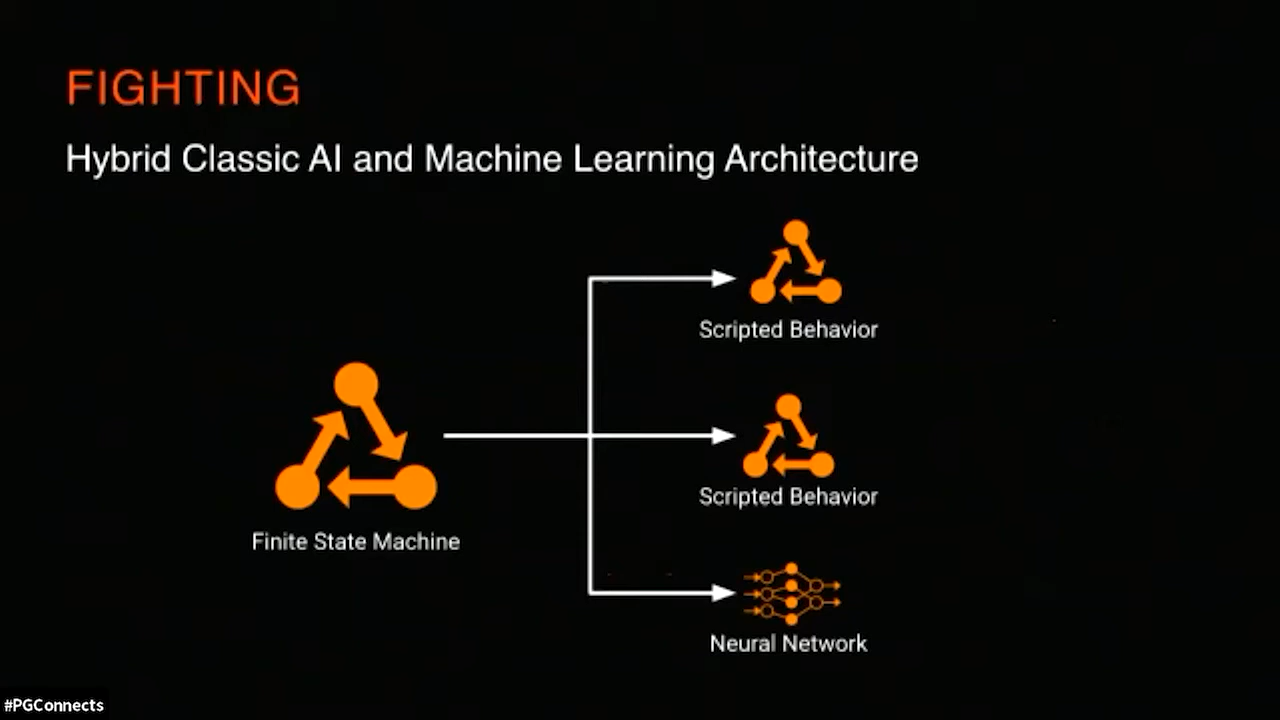 FIGHTING
Hybrid Classic AI and Machine Learning Architecture
Scripted Behavior
Finite State Machine
Scripted Behavior
Neural Network
#PGConnects